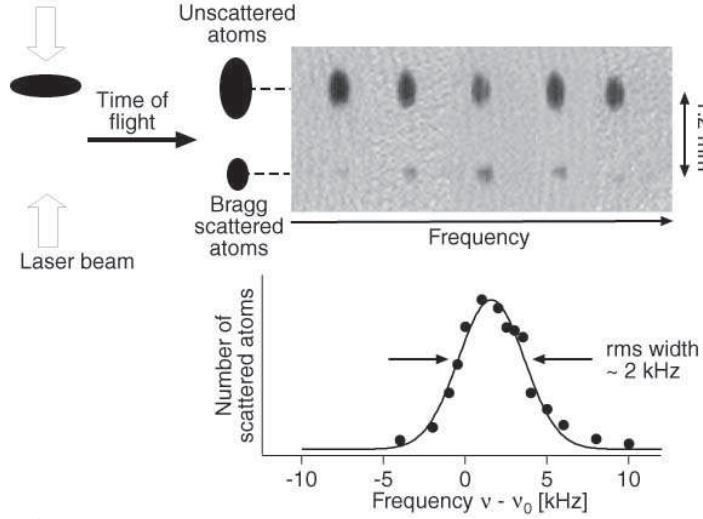 Unscattered
atoms
Time of
flight
Bragg
scattered
atoms
Laser beam
Frequency
Number of
scattered atoms
rms width
~ 2 kHz
-10 -5 0 5 10
Frequency ν - ν0 [kHz]